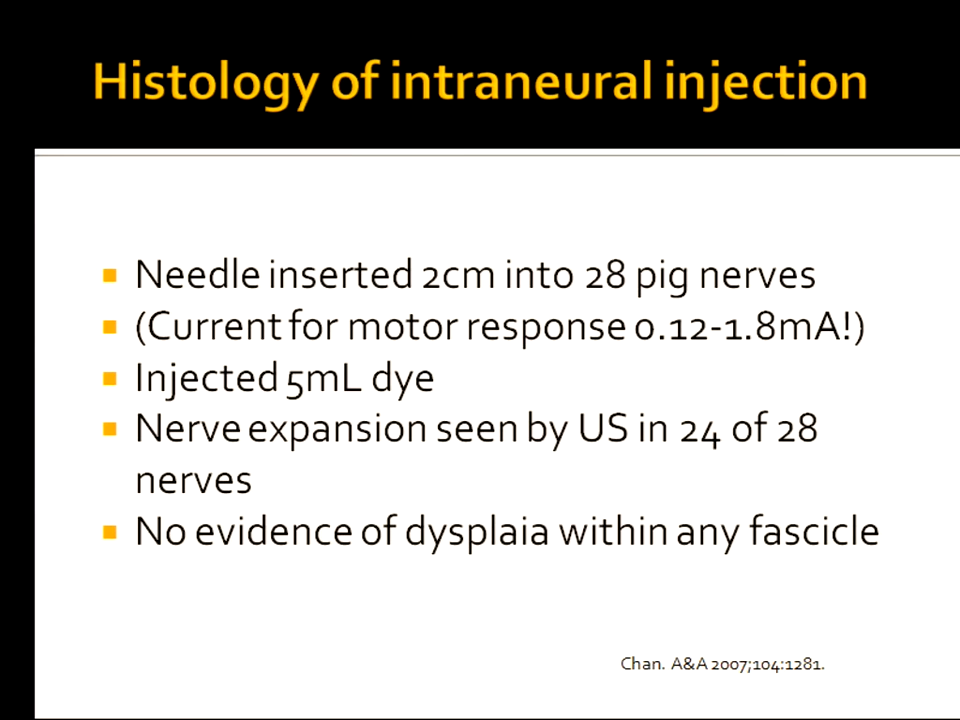 Histology of intraneural injection
▪ Needle inserted 2cm into 28 pig nerves
▪ (Current for motor response 0.12-1.8mA!)
▪ Injected 5mL dye
▪ Nerve expansion seen by US in 24 of 28
nerves
▪ No evidence of dysplaia within any fascicle
Chan. A&A 2007;104:1281.